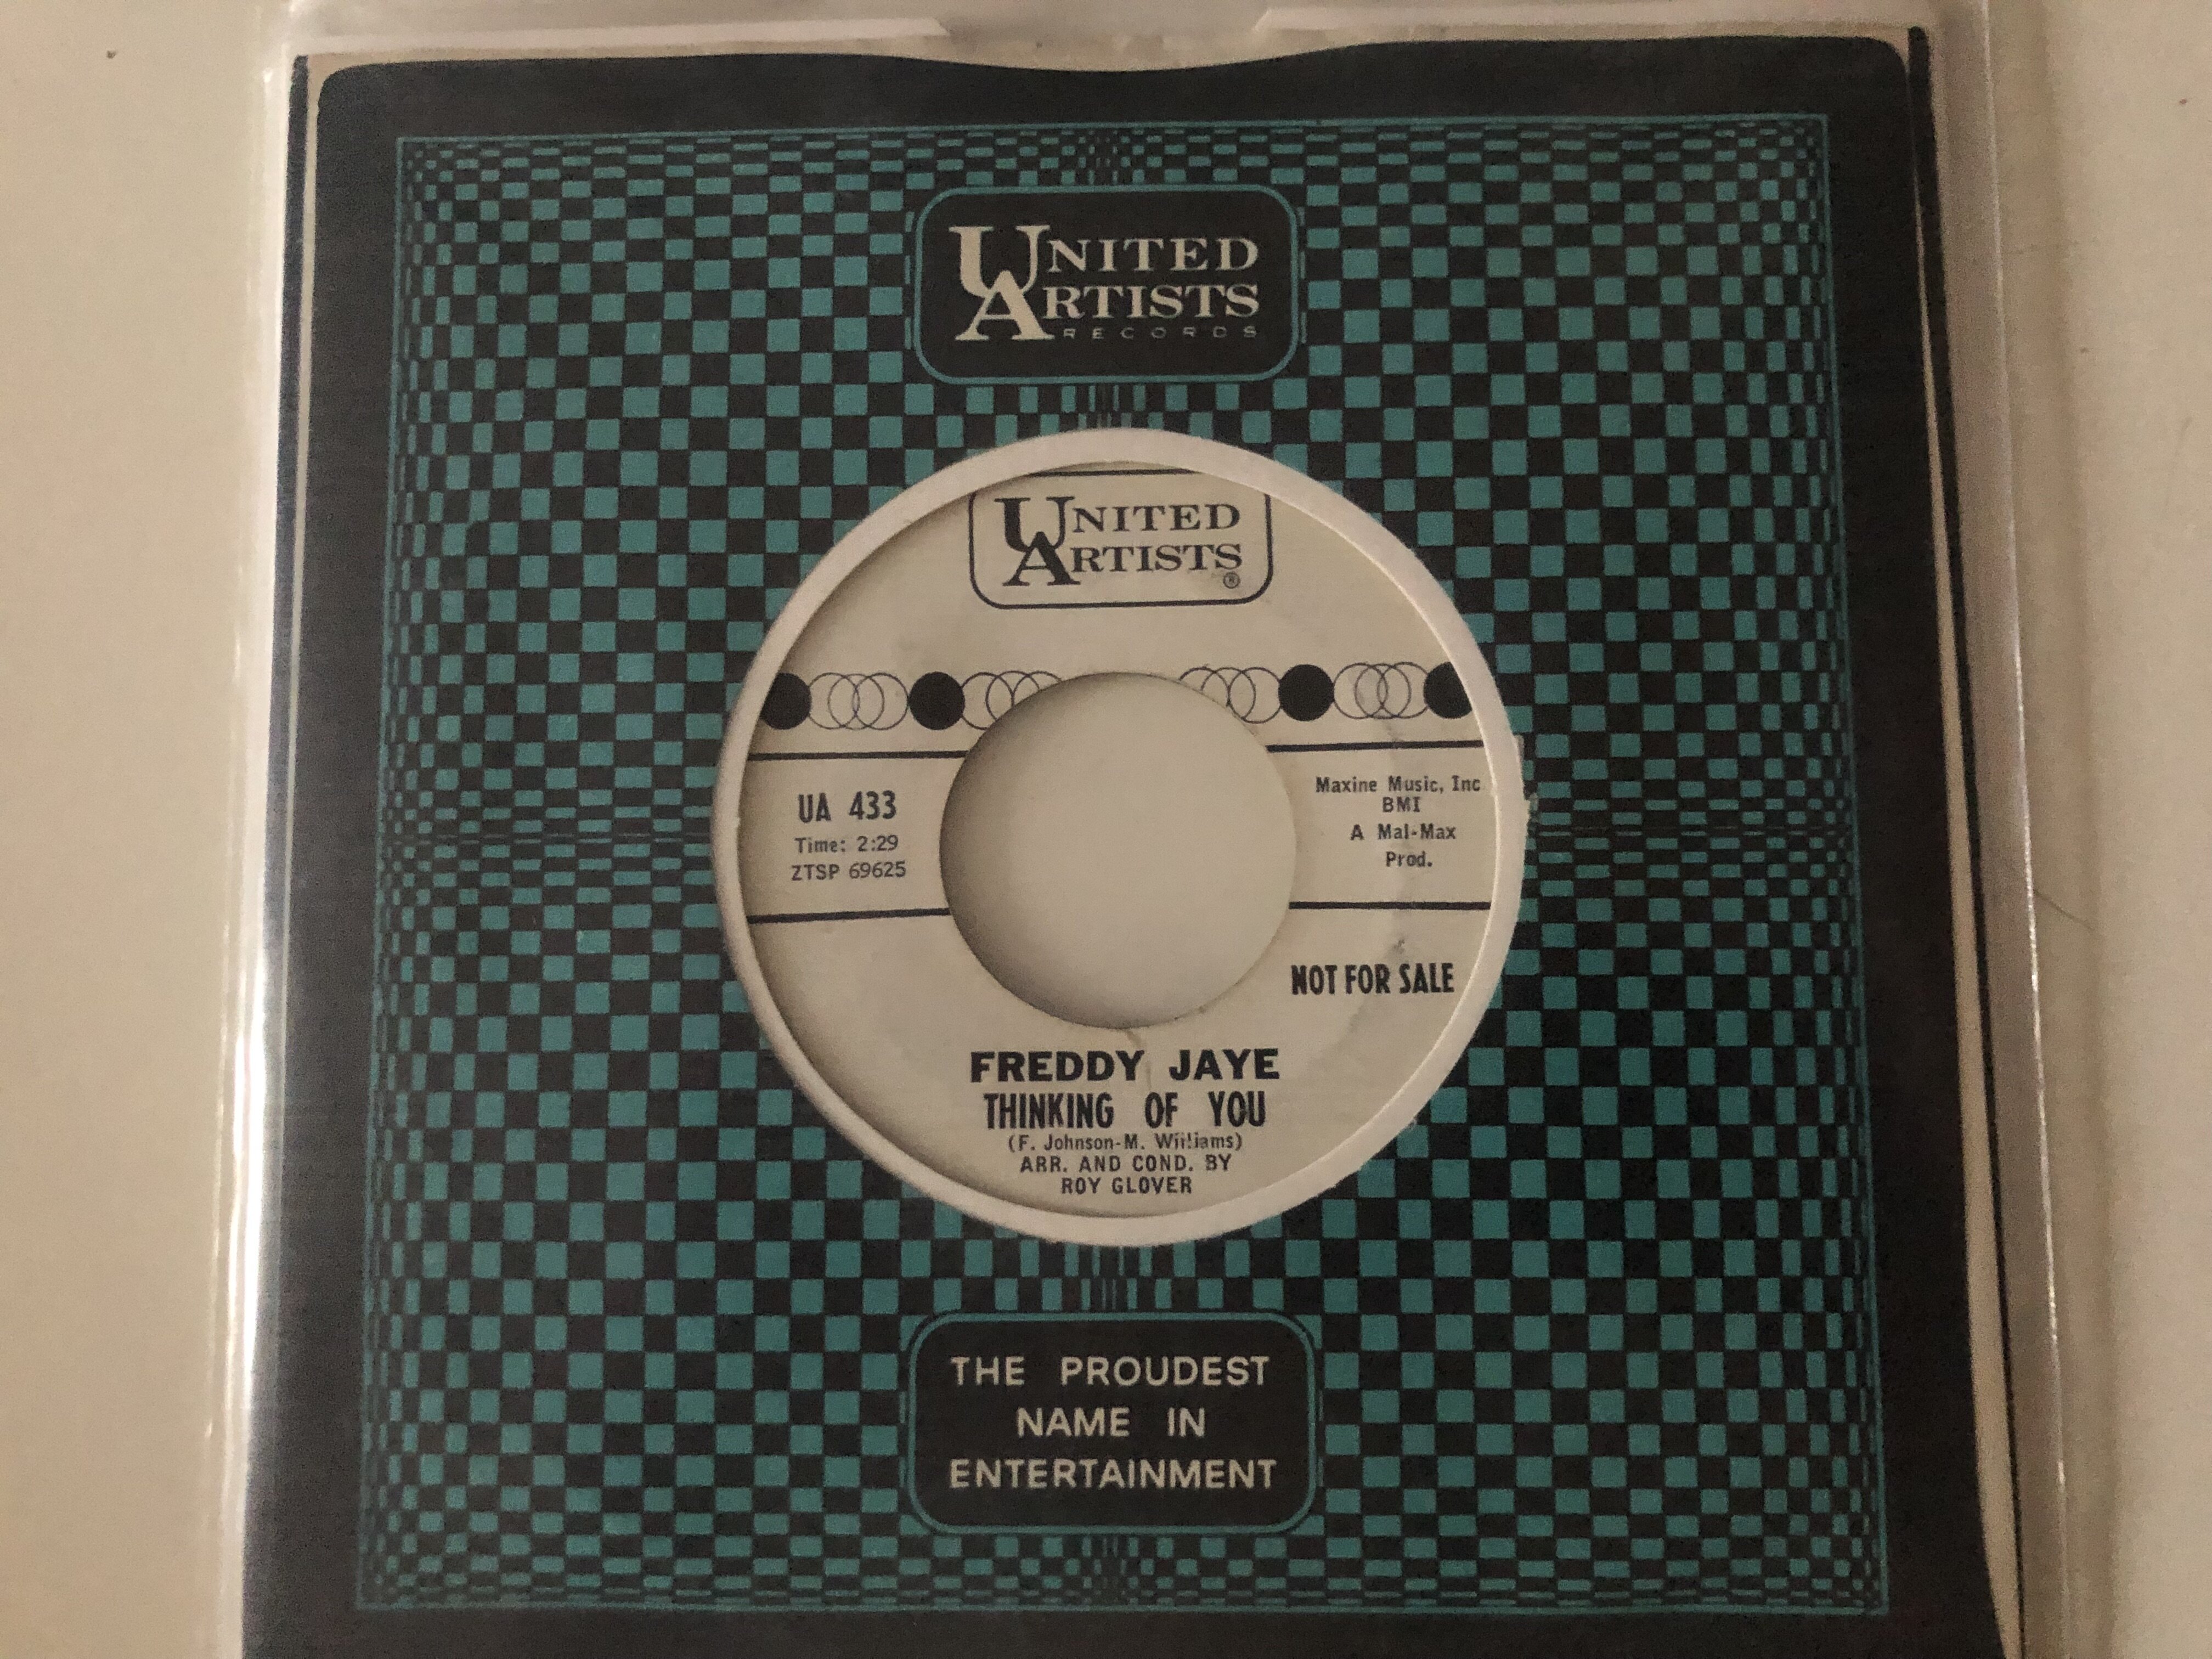 UNITED
ARTISTS
RECORDS
UNITED
ARTISTS
®
UA 433
Time: 2:29
ZTSP 69625
Maxine Music, Inc
BMI
A Mal-Max
Prod.
NOT FOR SALE
FREDDY JAYE
THINKING OF YOU
(F. Johnson-M. Williams)
ARR. AND COND. BY
ROY GLOVER
THE PROUDEST
NAME IN
ENTERTAINMENT